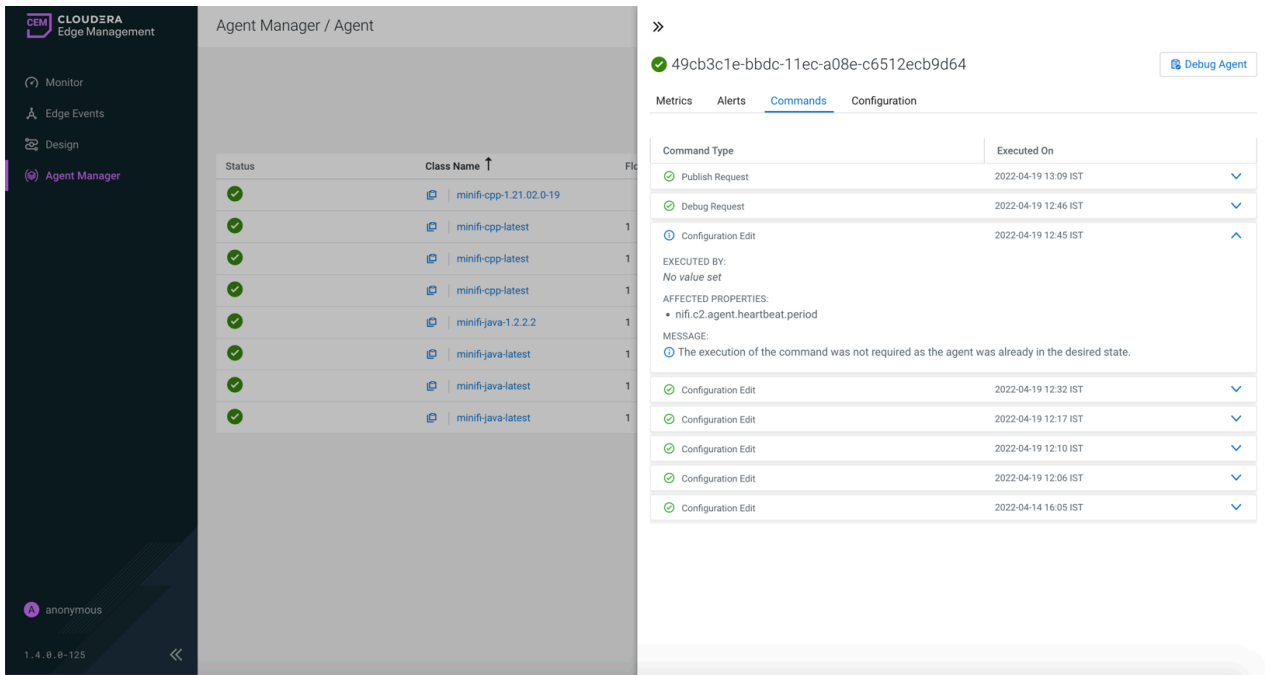 CEM CLOUDERA
Edge Management
Monitor
Edge Events
Design
Agent Manager
A anonymous
1.4.0.0-125
Agent Manager / Agent
Status Class Name Flo
minifi-cpp-1.21.02.0-19
minifi-cpp-latest 1
minifi-cpp-latest 1
minifi-cpp-latest 1
minifi-java-1.2.2.2 1
minifi-java-latest 1
minifi-java-latest 1
minifi-java-latest 1
49cb3c1e-bbdc-11ec-a08e-c6512ecb9d64 Debug Agent
Metrics Alerts Commands Configuration
Command Type Executed On
Publish Request 2022-04-19 13:09 IST
Debug Request 2022-04-19 12:46 IST
Configuration Edit 2022-04-19 12:45 IST
EXECUTED BY:
No value set
AFFECTED PROPERTIES:
• nifi.c2.agent.heartbeat.period
MESSAGE:
The execution of the command was not required as the agent was already in the desired state.
Configuration Edit 2022-04-19 12:32 IST
Configuration Edit 2022-04-19 12:17 IST
Configuration Edit 2022-04-19 12:10 IST
Configuration Edit 2022-04-19 12:06 IST
Configuration Edit 2022-04-14 16:05 IST